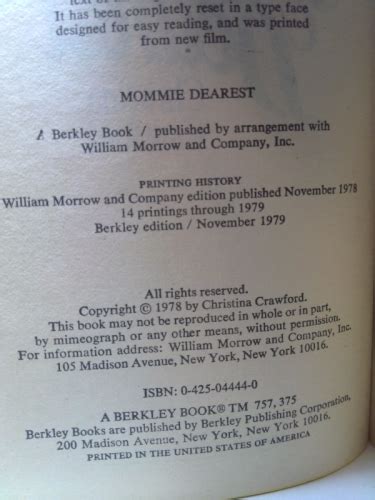 It has been completely reset in a type face
designed for easy reading, and was printed
from new film.
MOMMIE DEAREST
A Berkley Book / published by arrangement with
William Morrow and Company, Inc.
PRINTING HISTORY
William Morrow and Company edition published November 1978
14 printings through 1979
Berkley edition / November 1979
All rights reserved.
Copyright © 1978 by Christina Crawford.
This book may not be reproduced in whole or in part,
by mimeograph or any other means, without permission.
For information address: William Morrow and Company, Inc.
105 Madison Avenue, New York, New York 10016.
ISBN: 0-425-04444-0
A BERKLEY BOOK® TM 757,375
Berkley Books are published by Berkley Publishing Corporation,
200 Madison Avenue, New York, New York 10016.
PRINTED IN THE UNITED STATES OF AMERICA